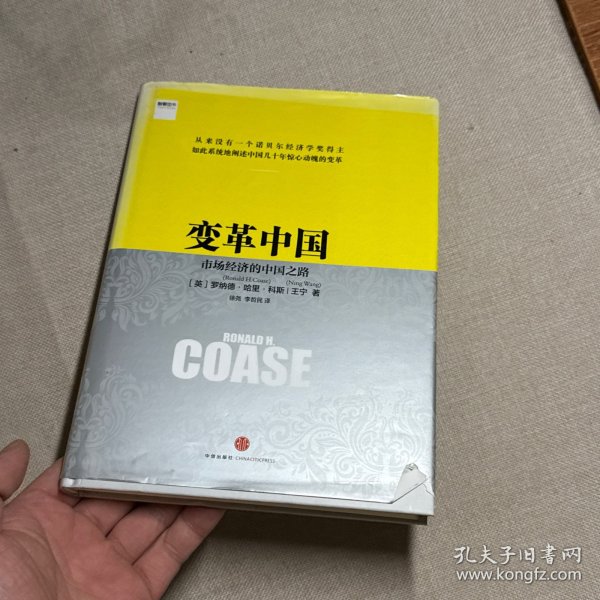 从来没有一个诺贝尔经济学奖得主
如此系统地阐述中国几十年惊心动魄的变革
变革中国
市场经济的中国之路
(Ronald H.Coase) (Ning Wang)
[英] 罗纳德·哈里·科斯 | 王宁 著
徐尧 李哲民 译
RONALD H.
COASE
中信出版社·CHINACITICPRESS
孔夫子旧书网
www.kongfz.com